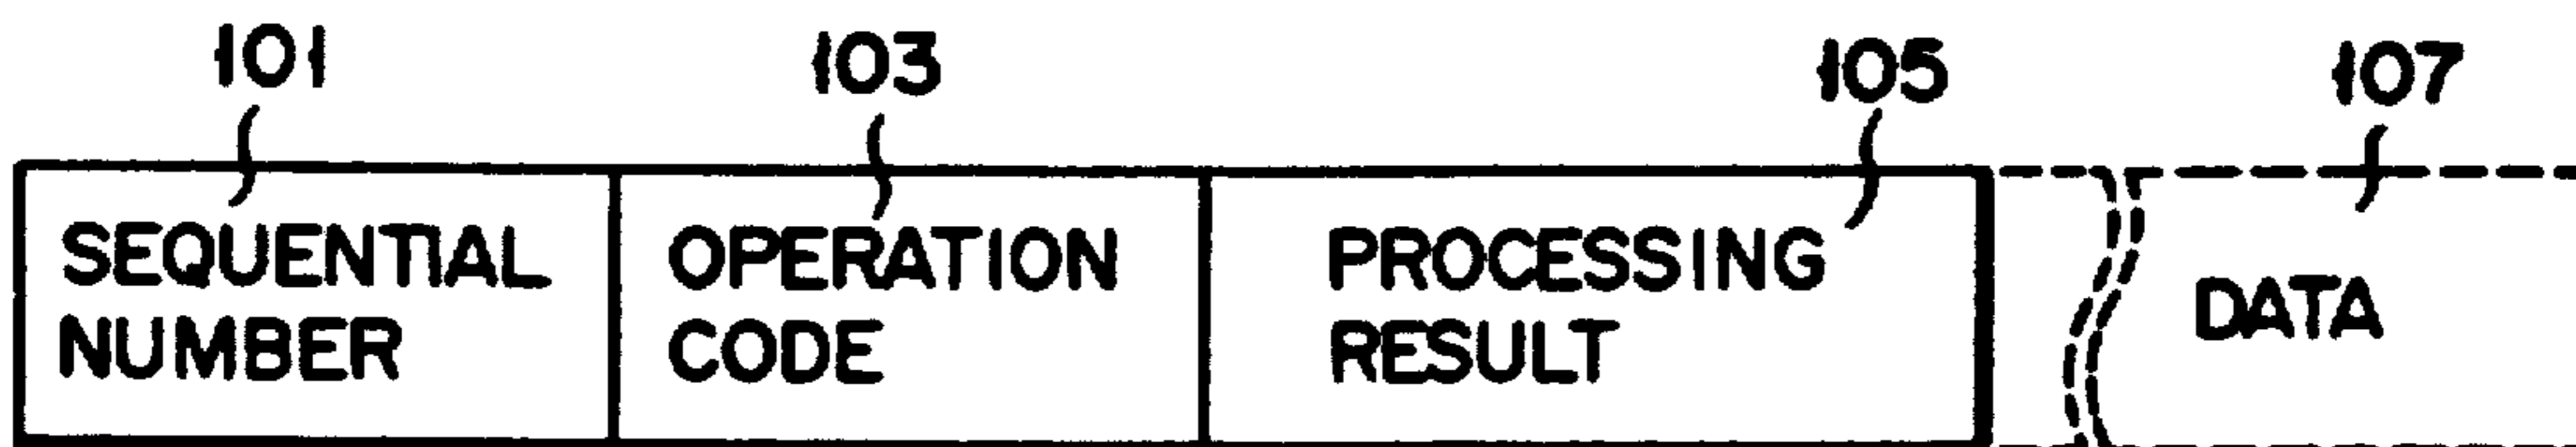 101 103 105 107
SEQUENTIAL NUMBER
OPERATION CODE
PROCESSING RESULT
DATA